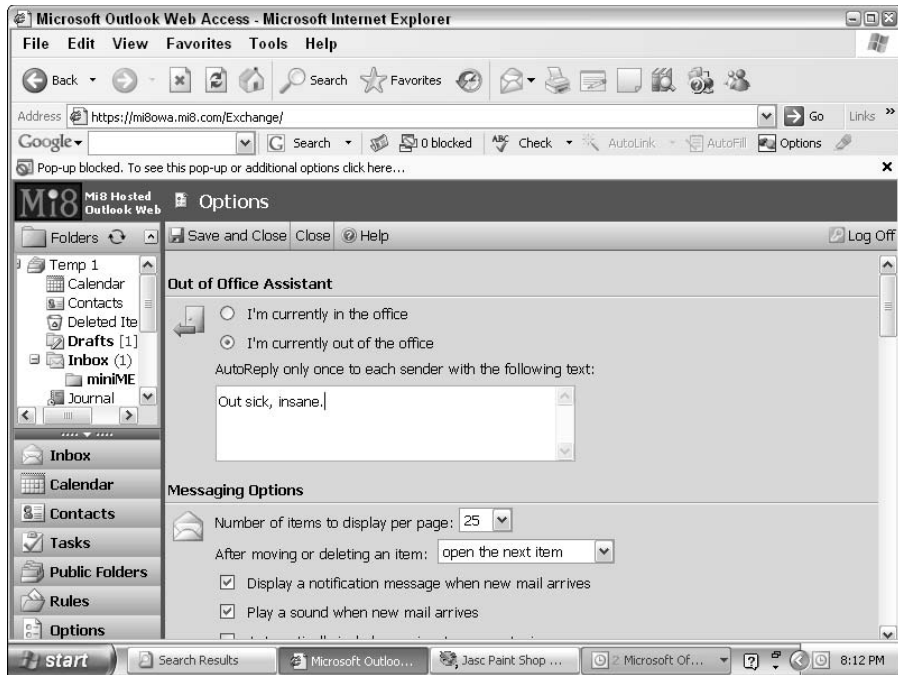 Microsoft Outlook Web Access - Microsoft Internet Explorer
File Edit View Favorites Tools Help
Back Search Favorites
Address https://mi8owa.mi8.com/Exchange/ Go Links »
Google Search 0 blocked ABC Check AutoLink AutoFill Options
Pop-up blocked. To see this pop-up or additional options click here...
Mi8 Mi8 Hosted Outlook Web Options
Folders Save and Close Close Help Log Off
Temp 1
Calendar
Contacts
Deleted Ite
Drafts [1]
Inbox (1)
miniME
Journal
Inbox
Calendar
Contacts
Tasks
Public Folders
Rules
Options
Out of Office Assistant
I'm currently in the office
I'm currently out of the office
AutoReply only once to each sender with the following text:
Out sick, insane.
Messaging Options
Number of items to display per page: 25
After moving or deleting an item: open the next item
Display a notification message when new mail arrives
Play a sound when new mail arrives
start Search Results Microsoft Outloo... Jasc Paint Shop ... 2 Microsoft Of... 8:12 PM